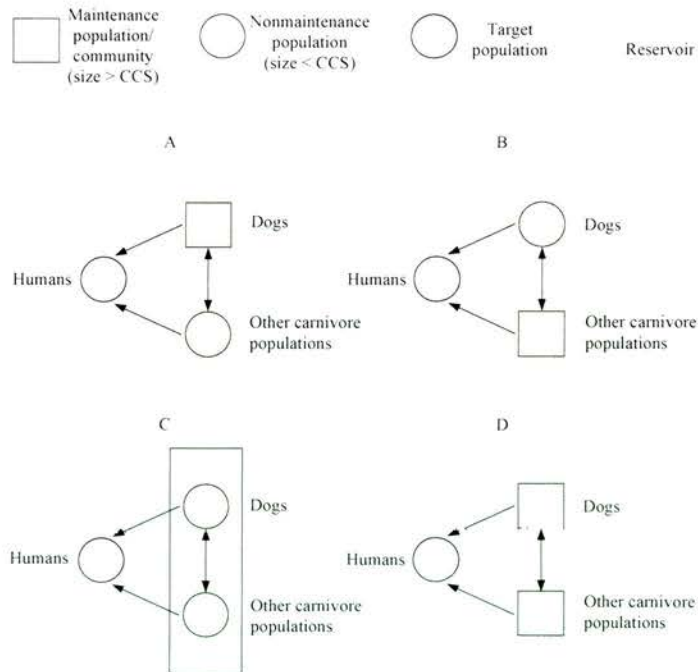 Maintenance
population/
community
(size > CCS)
Nonmaintenance
population
(size < CCS)
Target
population
Reservoir
A
Dogs
Humans
Other carnivore
populations
B
Dogs
Humans
Other carnivore
populations
C
Dogs
Humans
Other carnivore
populations
D
Dogs
Humans
Other carnivore
populations